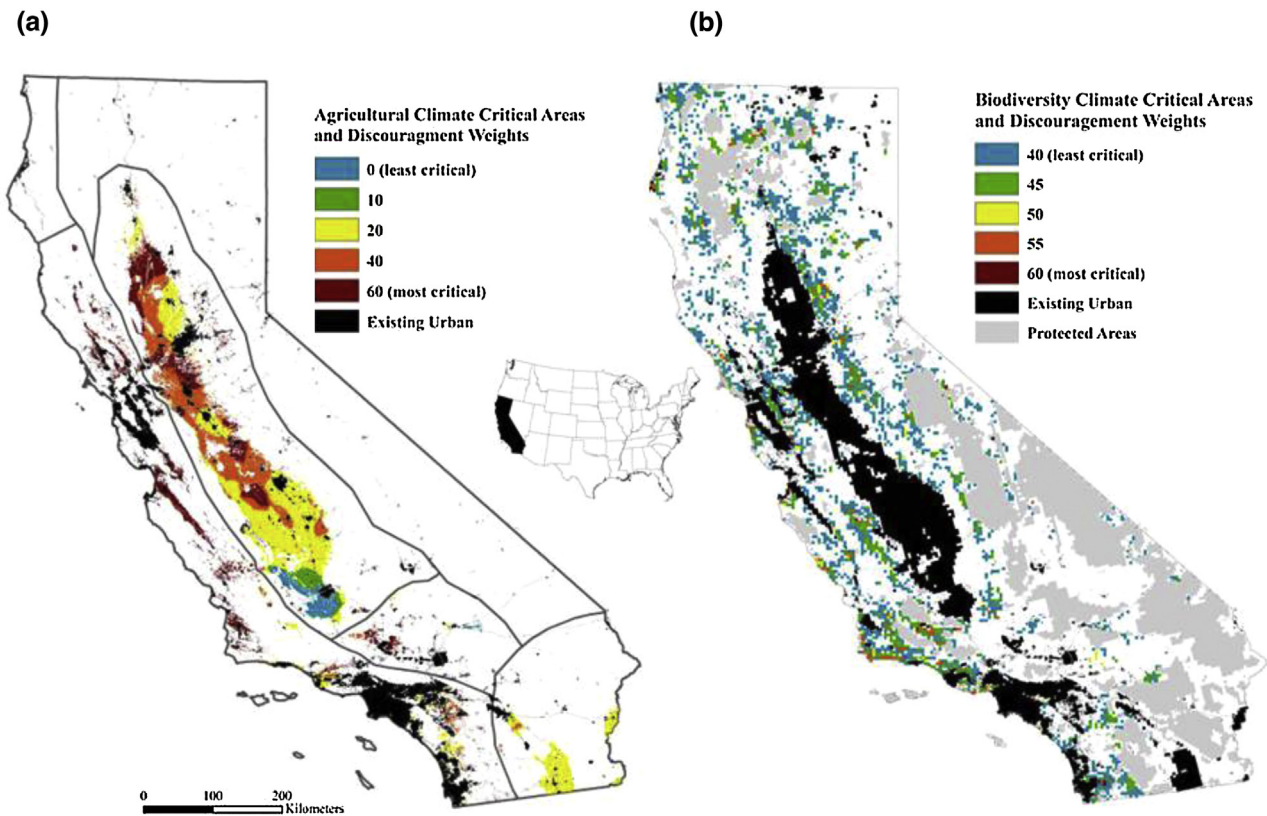 (a)
(b)
Agricultural Climate Critical Areas
and Discouragment Weights
0 (least critical)
10
20
40
60 (most critical)
Existing Urban
Biodiversity Climate Critical Areas
and Discouragement Weights
40 (least critical)
45
50
55
60 (most critical)
Existing Urban
Protected Areas
0 100 200
Kilometers